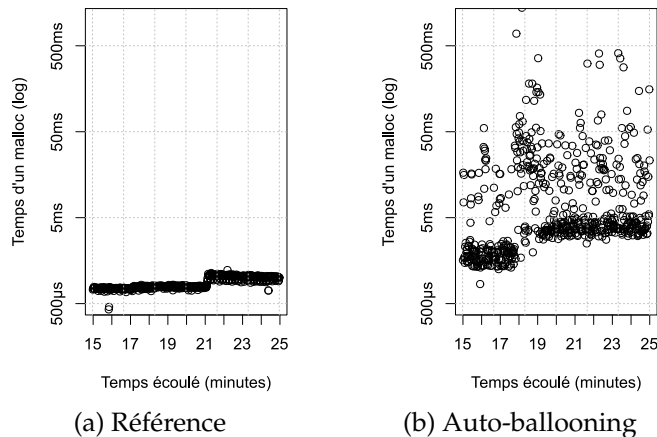 500ms
50ms
5ms
500µs
Temps d'un malloc (log)
15 17 19 21 23 25
Temps écoulé (minutes)
(a) Référence
500ms
50ms
5ms
500µs
Temps d'un malloc (log)
15 17 19 21 23 25
Temps écoulé (minutes)
(b) Auto-ballooning